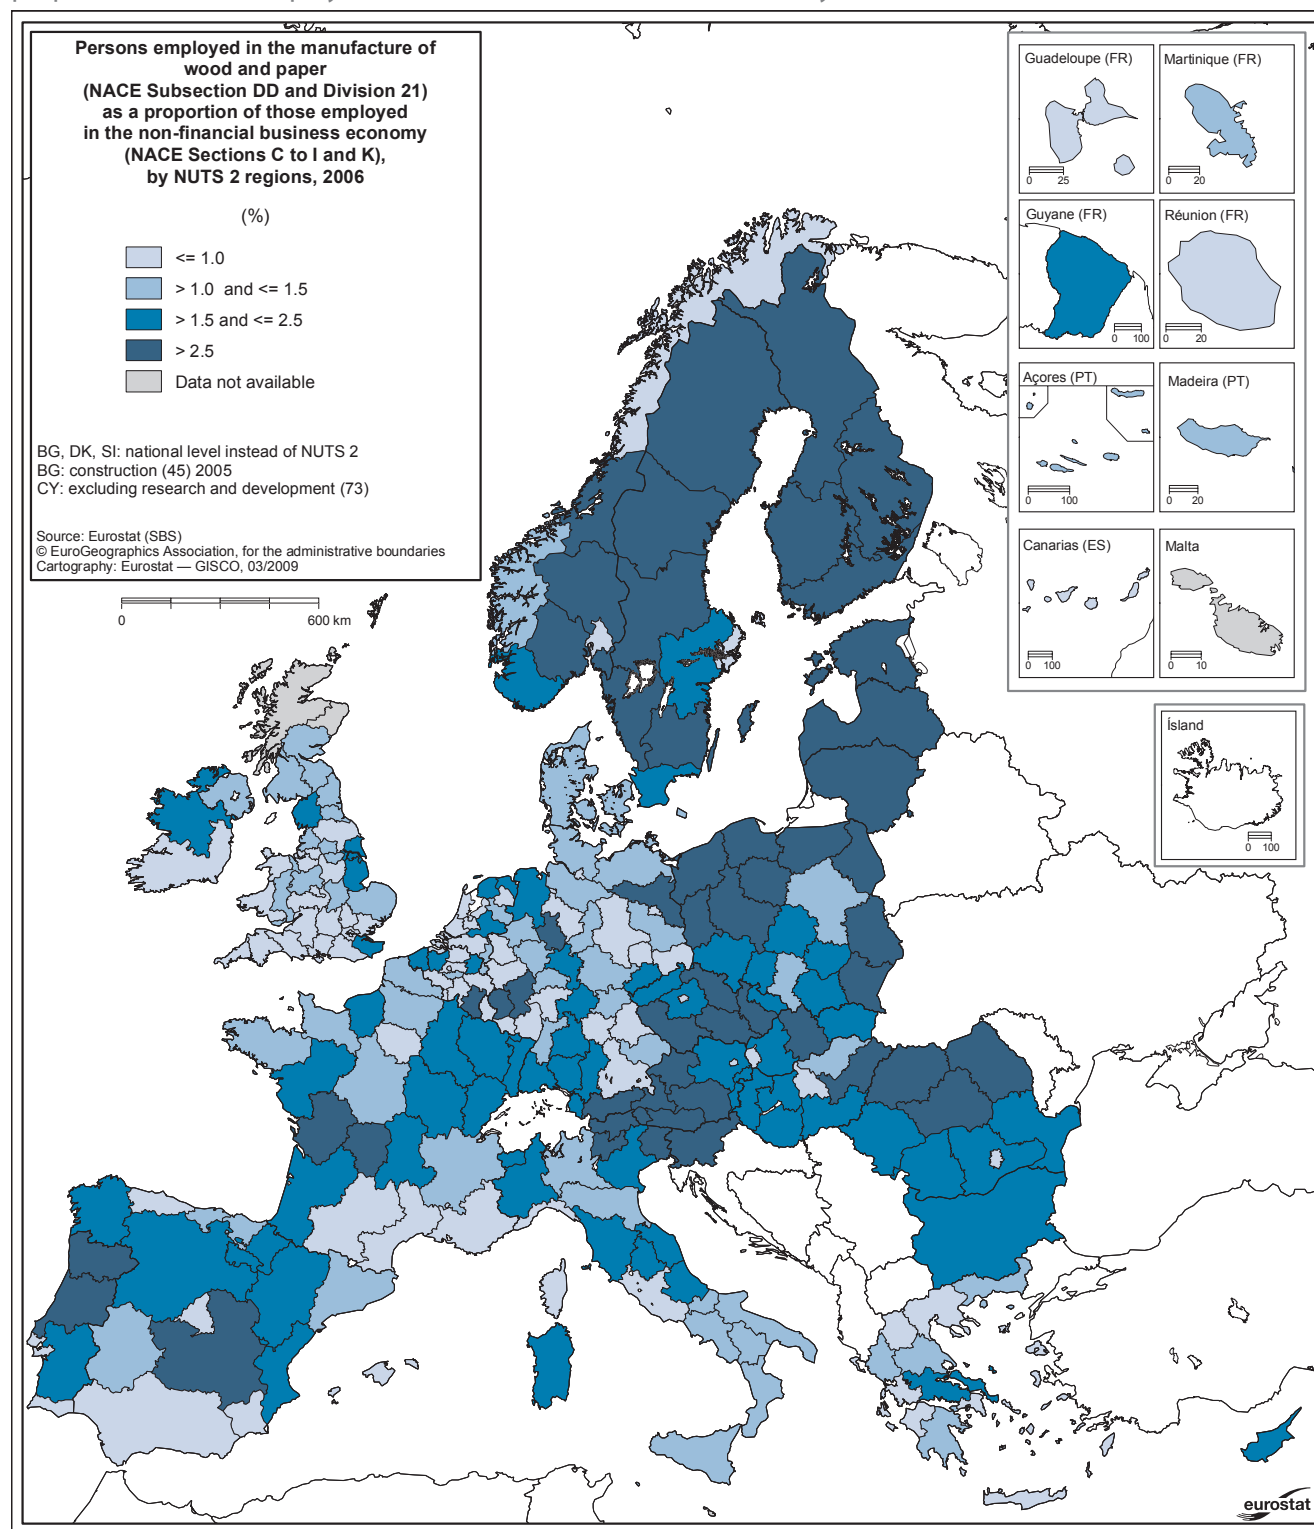 Persons employed in the manufacture of
wood and paper
(NACE Subsection DD and Division 21)
as a proportion of those employed
in the non-financial business economy
(NACE Sections C to I and K),
by NUTS 2 regions, 2006
(%)
<= 1.0
> 1.0 and <= 1.5
> 1.5 and <= 2.5
> 2.5
Data not available
BG, DK, SI: national level instead of NUTS 2
BG: construction (45) 2005
CY: excluding research and development (73)
Source: Eurostat (SBS)
© EuroGeographics Association, for the administrative boundaries
Cartography: Eurostat — GISCO, 03/2009
0 600 km
Guadeloupe (FR)
0 25
Martinique (FR)
0 20
Guyane (FR)
0 100
Réunion (FR)
0 20
Açores (PT)
0 100
Madeira (PT)
0 20
Canarias (ES)
0 100
Malta
0 10
Ísland
0 100
eurostat